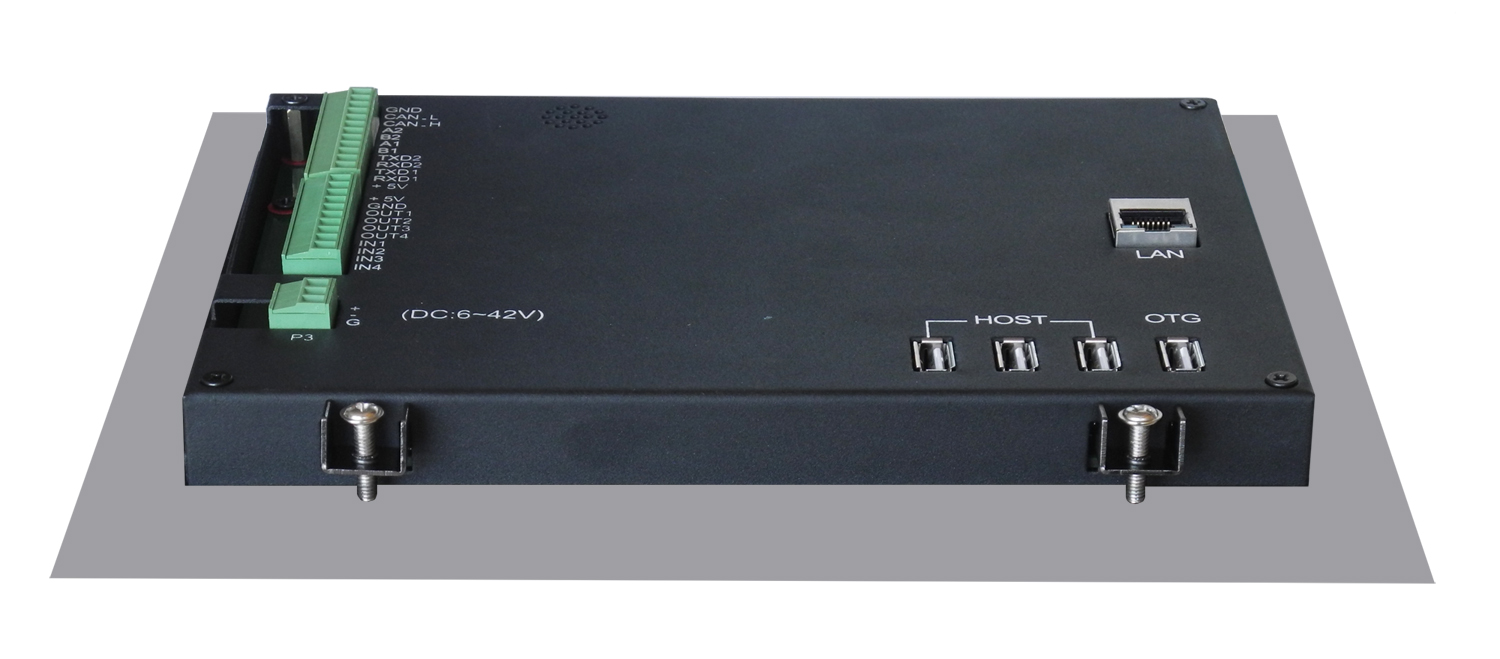 GND
CAN_L
CAN_H
A2
B2
A1
B1
TXD2
RXD2
TXD1
RXD1
+ 5V
+ 5V
GND
OUT1
OUT2
OUT3
OUT4
IN1
IN2
IN3
IN4
+
-
G
P3
(DC:6~42V)
LAN
HOST
OTG